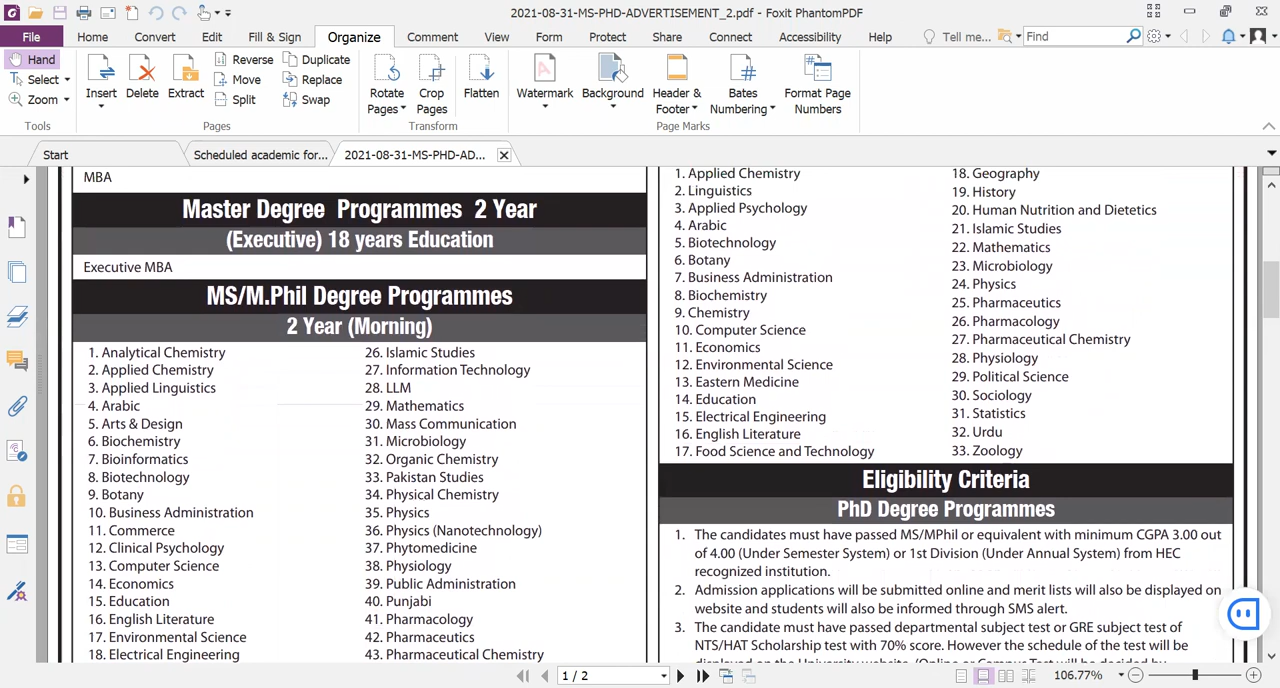 2021-08-31-MS-PHD-ADVERTISEMENT_2.pdf - Foxit PhantomPDF
File Home Convert Edit Fill & Sign Organize Comment View Form Protect Share Connect Accessibility Help Tell me... Find
Hand
Select
Zoom
Tools
Insert Delete Extract
Reverse Duplicate
Move Replace
Split Swap
Pages
Rotate Pages Crop Pages Flatten
Transform
Watermark Background Header & Footer Bates Numbering Format Page Numbers
Page Marks
Start Scheduled academic for... 2021-08-31-MS-PHD-AD...
MBA
Master Degree Programmes 2 Year
(Executive) 18 years Education
Executive MBA
MS/M.Phil Degree Programmes
2 Year (Morning)
1. Analytical Chemistry
2. Applied Chemistry
3. Applied Linguistics
4. Arabic
5. Arts & Design
6. Biochemistry
7. Bioinformatics
8. Biotechnology
9. Botany
10. Business Administration
11. Commerce
12. Clinical Psychology
13. Computer Science
14. Economics
15. Education
16. English Literature
17. Environmental Science
18. Electrical Engineering
26. Islamic Studies
27. Information Technology
28. LLM
29. Mathematics
30. Mass Communication
31. Microbiology
32. Organic Chemistry
33. Pakistan Studies
34. Physical Chemistry
35. Physics
36. Physics (Nanotechnology)
37. Phytomedicine
38. Physiology
39. Public Administration
40. Punjabi
41. Pharmacology
42. Pharmaceutics
43. Pharmaceutical Chemistry
1. Applied Chemistry
2. Linguistics
3. Applied Psychology
4. Arabic
5. Biotechnology
6. Botany
7. Business Administration
8. Biochemistry
9. Chemistry
10. Computer Science
11. Economics
12. Environmental Science
13. Eastern Medicine
14. Education
15. Electrical Engineering
16. English Literature
17. Food Science and Technology
18. Geography
19. History
20. Human Nutrition and Dietetics
21. Islamic Studies
22. Mathematics
23. Microbiology
24. Physics
25. Pharmaceutics
26. Pharmacology
27. Pharmaceutical Chemistry
28. Physiology
29. Political Science
30. Sociology
31. Statistics
32. Urdu
33. Zoology
Eligibility Criteria
PhD Degree Programmes
1. The candidates must have passed MS/MPhil or equivalent with minimum CGPA 3.00 out
of 4.00 (Under Semester System) or 1st Division (Under Annual System) from HEC
recognized institution.
2. Admission applications will be submitted online and merit lists will also be displayed on
website and students will also be informed through SMS alert.
3. The candidate must have passed departmental subject test or GRE subject test of
NTS/HAT Scholarship test with 70% score. However the schedule of the test will be
displayed on the University website. (Online or Campus Test will be decided by
1 / 2
106.77%